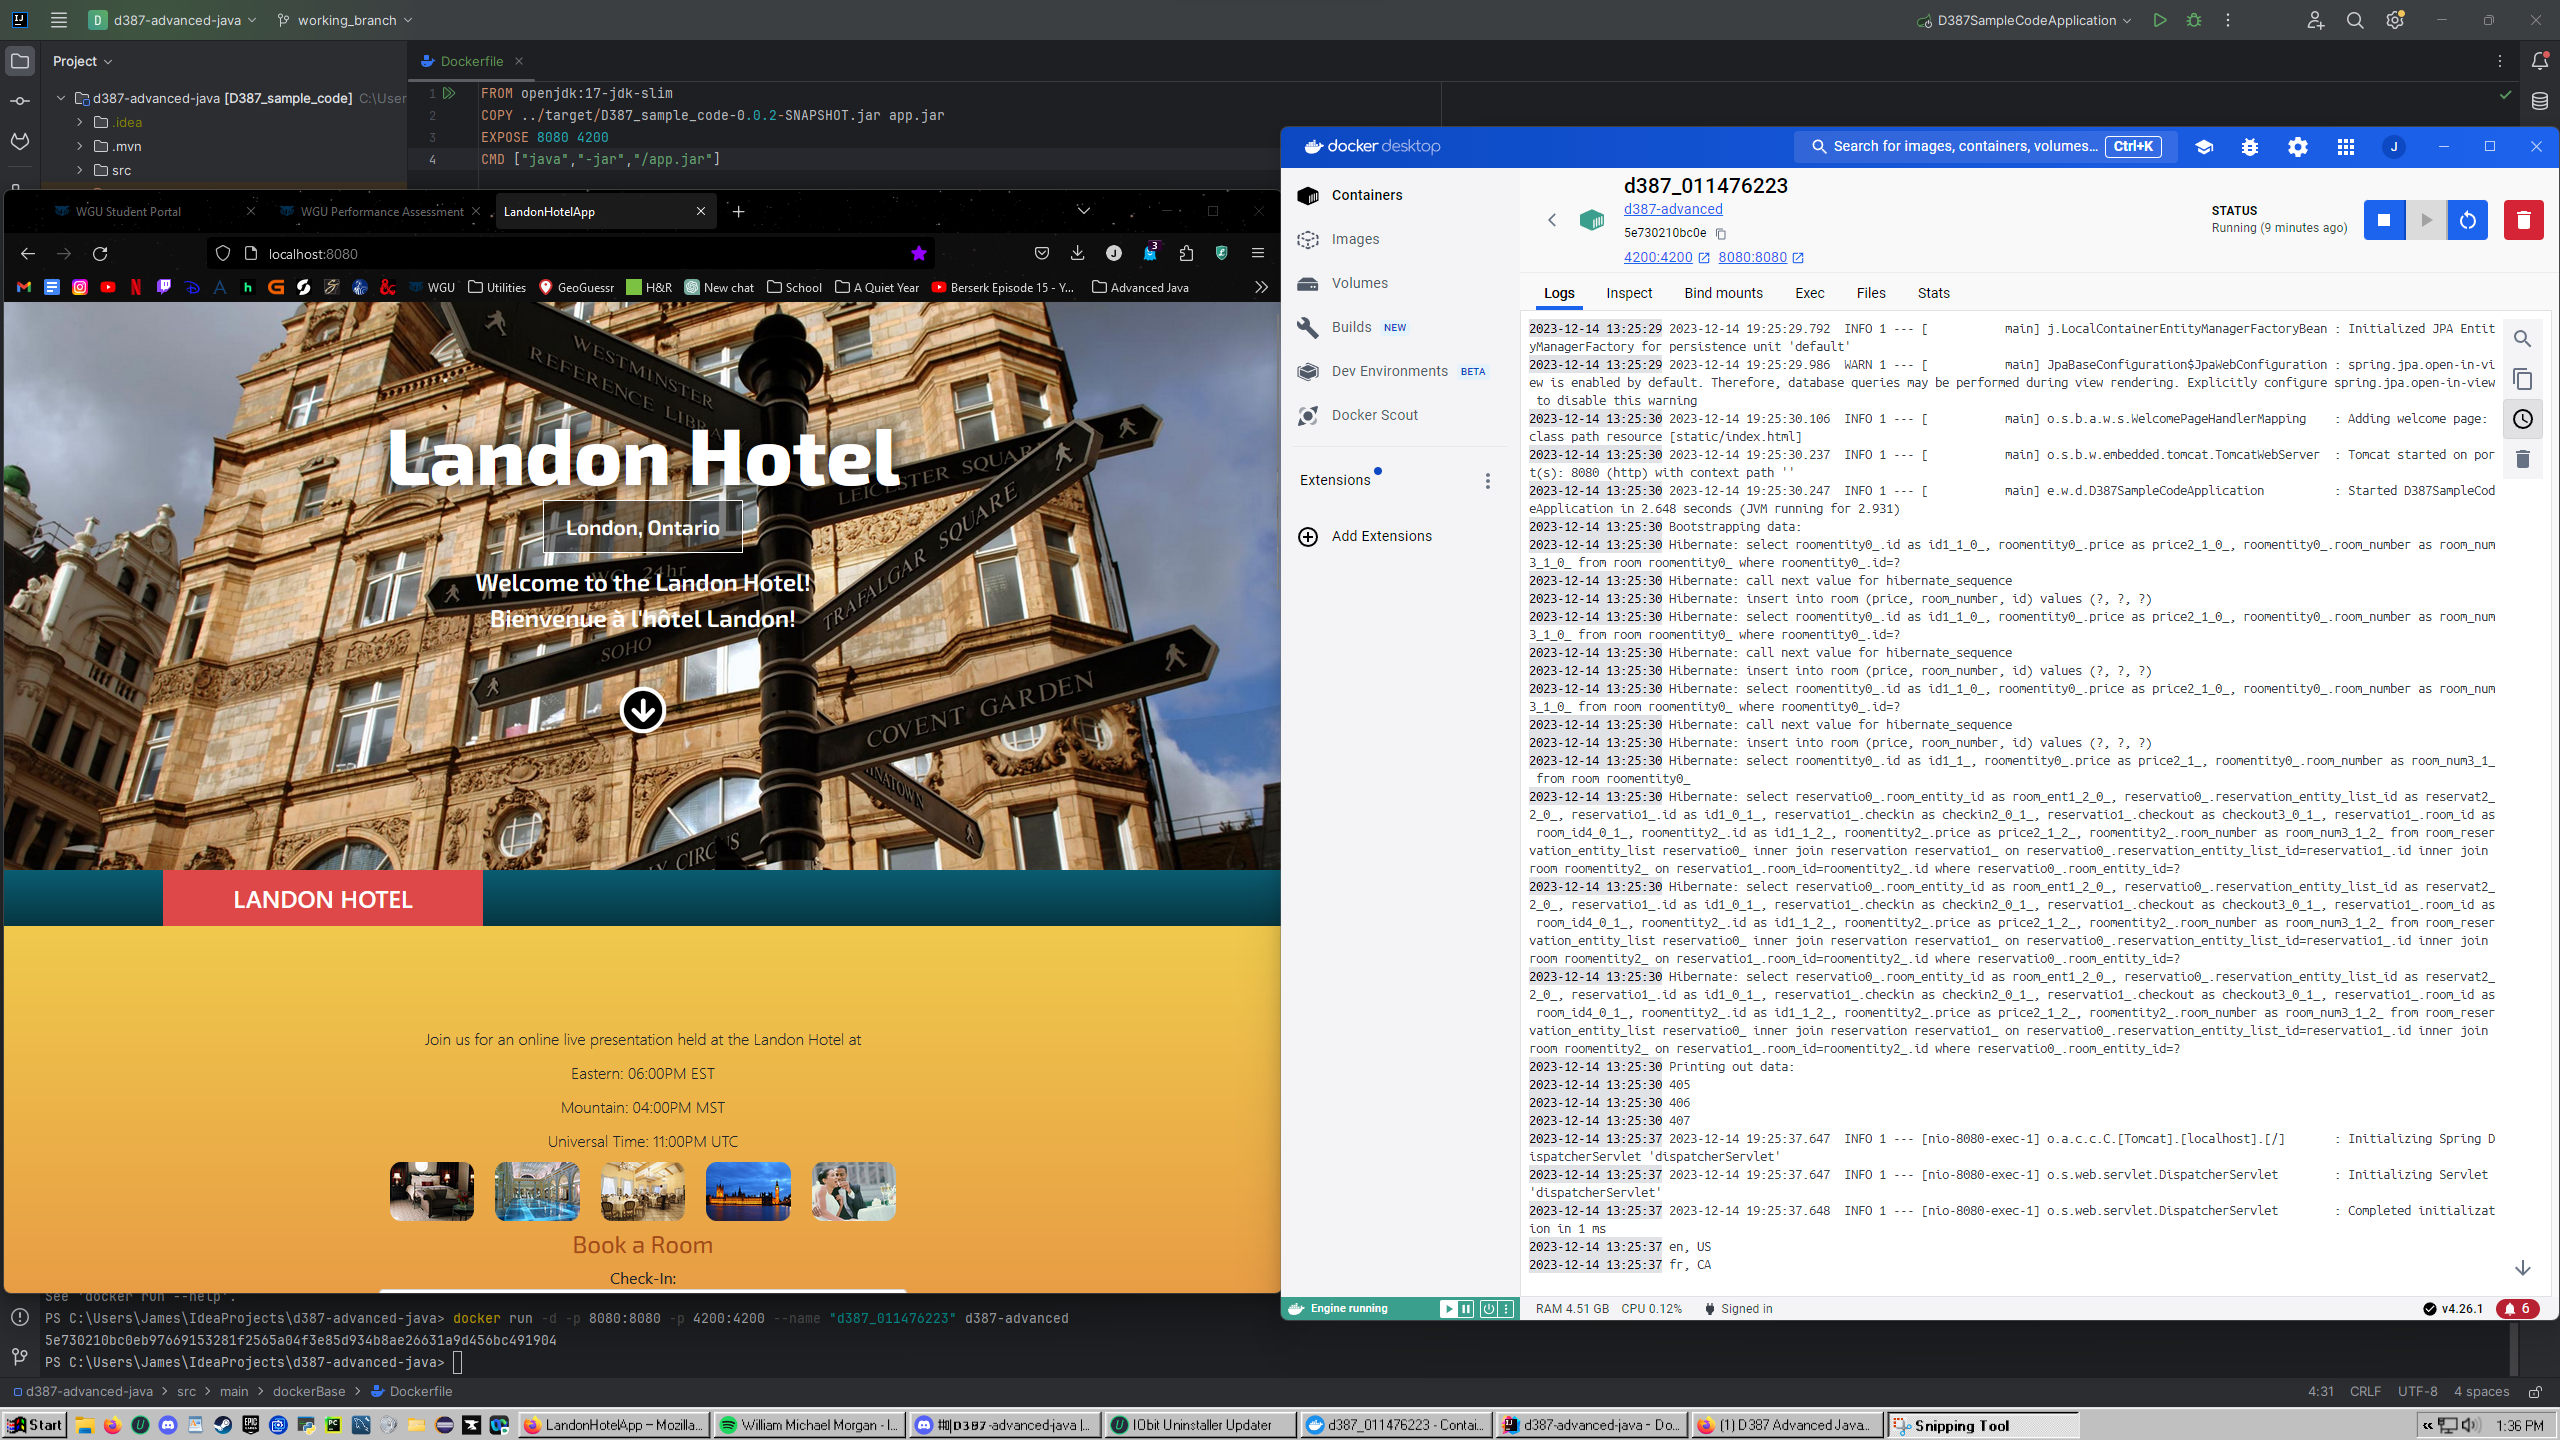 d387-advanced-java
working_branch
D387SampleCodeApplication
Project
Dockerfile
d387-advanced-java [D387_sample_code] C:\User
.idea
.mvn
src
1 FROM openjdk:17-jdk-slim
2 COPY ../target/D387_sample_code-0.0.2-SNAPSHOT.jar app.jar
3 EXPOSE 8080 4200
4 CMD ["java","-jar","/app.jar"]
WGU Student Portal
WGU Performance Assessment
LandonHotelApp
localhost:8080
3
WGU
Utilities
GeoGuessr
H&R
New chat
School
A Quiet Year
Berserk Episode 15 - Y...
Advanced Java
WESTMINSTER
REFERENCE LIBRARY
LEICESTER SQUARE
TRAFALGAR SQUARE
WC 24hr
SOHO
COVENT GARDEN
CHINATOWN
Landon Hotel
London, Ontario
Welcome to the Landon Hotel!
Bienvenue à l'hôtel Landon!
LANDON HOTEL
Join us for an online live presentation held at the Landon Hotel at
Eastern: 06:00PM EST
Mountain: 04:00PM MST
Universal Time: 11:00PM UTC
Book a Room
Check-In:
docker desktop
Search for images, containers, volumes... Ctrl+K
J
Containers
Images
Volumes
Builds NEW
Dev Environments BETA
Docker Scout
Extensions
Add Extensions
d387_011476223
d387-advanced
5e730210bc0e
4200:4200 8080:8080
STATUS
Running (9 minutes ago)
Logs Inspect Bind mounts Exec Files Stats
2023-12-14 13:25:29 2023-12-14 19:25:29.792 INFO 1 --- [ main] j.LocalContainerEntityManagerFactoryBean : Initialized JPA Entit
yManagerFactory for persistence unit 'default'
2023-12-14 13:25:29 2023-12-14 19:25:29.986 WARN 1 --- [ main] JpaBaseConfiguration$JpaWebConfiguration : spring.jpa.open-in-vi
ew is enabled by default. Therefore, database queries may be performed during view rendering. Explicitly configure spring.jpa.open-in-view
to disable this warning
2023-12-14 13:25:30 2023-12-14 19:25:30.106 INFO 1 --- [ main] o.s.b.a.w.s.WelcomePageHandlerMapping : Adding welcome page:
class path resource [static/index.html]
2023-12-14 13:25:30 2023-12-14 19:25:30.237 INFO 1 --- [ main] o.s.b.w.embedded.tomcat.TomcatWebServer : Tomcat started on por
t(s): 8080 (http) with context path ''
2023-12-14 13:25:30 2023-12-14 19:25:30.247 INFO 1 --- [ main] e.w.d.D387SampleCodeApplication : Started D387SampleCod
eApplication in 2.648 seconds (JVM running for 2.931)
2023-12-14 13:25:30 Bootstrapping data:
2023-12-14 13:25:30 Hibernate: select roomentity0_.id as id1_1_0_, roomentity0_.price as price2_1_0_, roomentity0_.room_number as room_num
3_1_0_ from room roomentity0_ where roomentity0_.id=?
2023-12-14 13:25:30 Hibernate: call next value for hibernate_sequence
2023-12-14 13:25:30 Hibernate: insert into room (price, room_number, id) values (?, ?, ?)
2023-12-14 13:25:30 Hibernate: select roomentity0_.id as id1_1_0_, roomentity0_.price as price2_1_0_, roomentity0_.room_number as room_num
3_1_0_ from room roomentity0_ where roomentity0_.id=?
2023-12-14 13:25:30 Hibernate: call next value for hibernate_sequence
2023-12-14 13:25:30 Hibernate: insert into room (price, room_number, id) values (?, ?, ?)
2023-12-14 13:25:30 Hibernate: select roomentity0_.id as id1_1_0_, roomentity0_.price as price2_1_0_, roomentity0_.room_number as room_num
3_1_0_ from room roomentity0_ where roomentity0_.id=?
2023-12-14 13:25:30 Hibernate: call next value for hibernate_sequence
2023-12-14 13:25:30 Hibernate: insert into room (price, room_number, id) values (?, ?, ?)
2023-12-14 13:25:30 Hibernate: select roomentity0_.id as id1_1_, roomentity0_.price as price2_1_, roomentity0_.room_number as room_num3_1_
from room roomentity0_
2023-12-14 13:25:30 Hibernate: select reservatio0_.room_entity_id as room_ent1_2_0_, reservatio0_.reservation_entity_list_id as reservat2_
2_0_, reservatio1_.id as id1_0_1_, reservatio1_.checkin as checkin2_0_1_, reservatio1_.checkout as checkout3_0_1_, reservatio1_.room_id as
room_id4_0_1_, roomentity2_.id as id1_1_2_, roomentity2_.price as price2_1_2_, roomentity2_.room_number as room_num3_1_2_ from room_reser
vation_entity_list reservatio0_ inner join reservation reservatio1_ on reservatio0_.reservation_entity_list_id=reservatio1_.id inner join
room roomentity2_ on reservatio1_.room_id=roomentity2_.id where reservatio0_.room_entity_id=?
2023-12-14 13:25:30 Hibernate: select reservatio0_.room_entity_id as room_ent1_2_0_, reservatio0_.reservation_entity_list_id as reservat2_
2_0_, reservatio1_.id as id1_0_1_, reservatio1_.checkin as checkin2_0_1_, reservatio1_.checkout as checkout3_0_1_, reservatio1_.room_id as
room_id4_0_1_, roomentity2_.id as id1_1_2_, roomentity2_.price as price2_1_2_, roomentity2_.room_number as room_num3_1_2_ from room_reser
vation_entity_list reservatio0_ inner join reservation reservatio1_ on reservatio0_.reservation_entity_list_id=reservatio1_.id inner join
room roomentity2_ on reservatio1_.room_id=roomentity2_.id where reservatio0_.room_entity_id=?
2023-12-14 13:25:30 Hibernate: select reservatio0_.room_entity_id as room_ent1_2_0_, reservatio0_.reservation_entity_list_id as reservat2_
2_0_, reservatio1_.id as id1_0_1_, reservatio1_.checkin as checkin2_0_1_, reservatio1_.checkout as checkout3_0_1_, reservatio1_.room_id as
room_id4_0_1_, roomentity2_.id as id1_1_2_, roomentity2_.price as price2_1_2_, roomentity2_.room_number as room_num3_1_2_ from room_reser
vation_entity_list reservatio0_ inner join reservation reservatio1_ on reservatio0_.reservation_entity_list_id=reservatio1_.id inner join
room roomentity2_ on reservatio1_.room_id=roomentity2_.id where reservatio0_.room_entity_id=?
2023-12-14 13:25:30 Printing out data:
2023-12-14 13:25:30 405
2023-12-14 13:25:30 406
2023-12-14 13:25:30 407
2023-12-14 13:25:37 2023-12-14 19:25:37.647 INFO 1 --- [nio-8080-exec-1] o.a.c.c.C.[Tomcat].[localhost].[/] : Initializing Spring D
ispatcherServlet 'dispatcherServlet'
2023-12-14 13:25:37 2023-12-14 19:25:37.647 INFO 1 --- [nio-8080-exec-1] o.s.web.servlet.DispatcherServlet : Initializing Servlet
'dispatcherServlet'
2023-12-14 13:25:37 2023-12-14 19:25:37.648 INFO 1 --- [nio-8080-exec-1] o.s.web.servlet.DispatcherServlet : Completed initializat
ion in 1 ms
2023-12-14 13:25:37 en, US
2023-12-14 13:25:37 fr, CA
Engine running
RAM 4.51 GB CPU 0.12% Signed in
v4.26.1
6
See 'docker run --help'.
PS C:\Users\James\IdeaProjects\d387-advanced-java> docker run -d -p 8080:8080 -p 4200:4200 --name "d387_011476223" d387-advanced
5e730210bc0eb97669153281f2565a04f3e85d934b8ae26631a9d456bc491904
PS C:\Users\James\IdeaProjects\d387-advanced-java>
d387-advanced-java > src > main > dockerBase > Dockerfile
4:31 CRLF UTF-8 4 spaces
Start
LandonHotelApp — Mozilla...
William Michael Morgan - I...
#||D387-advanced-java |...
IObit Uninstaller Updater
d387_011476223 - Contai...
d387-advanced-java – Do...
(1) D387 Advanced Java...
Snipping Tool
1:36 PM